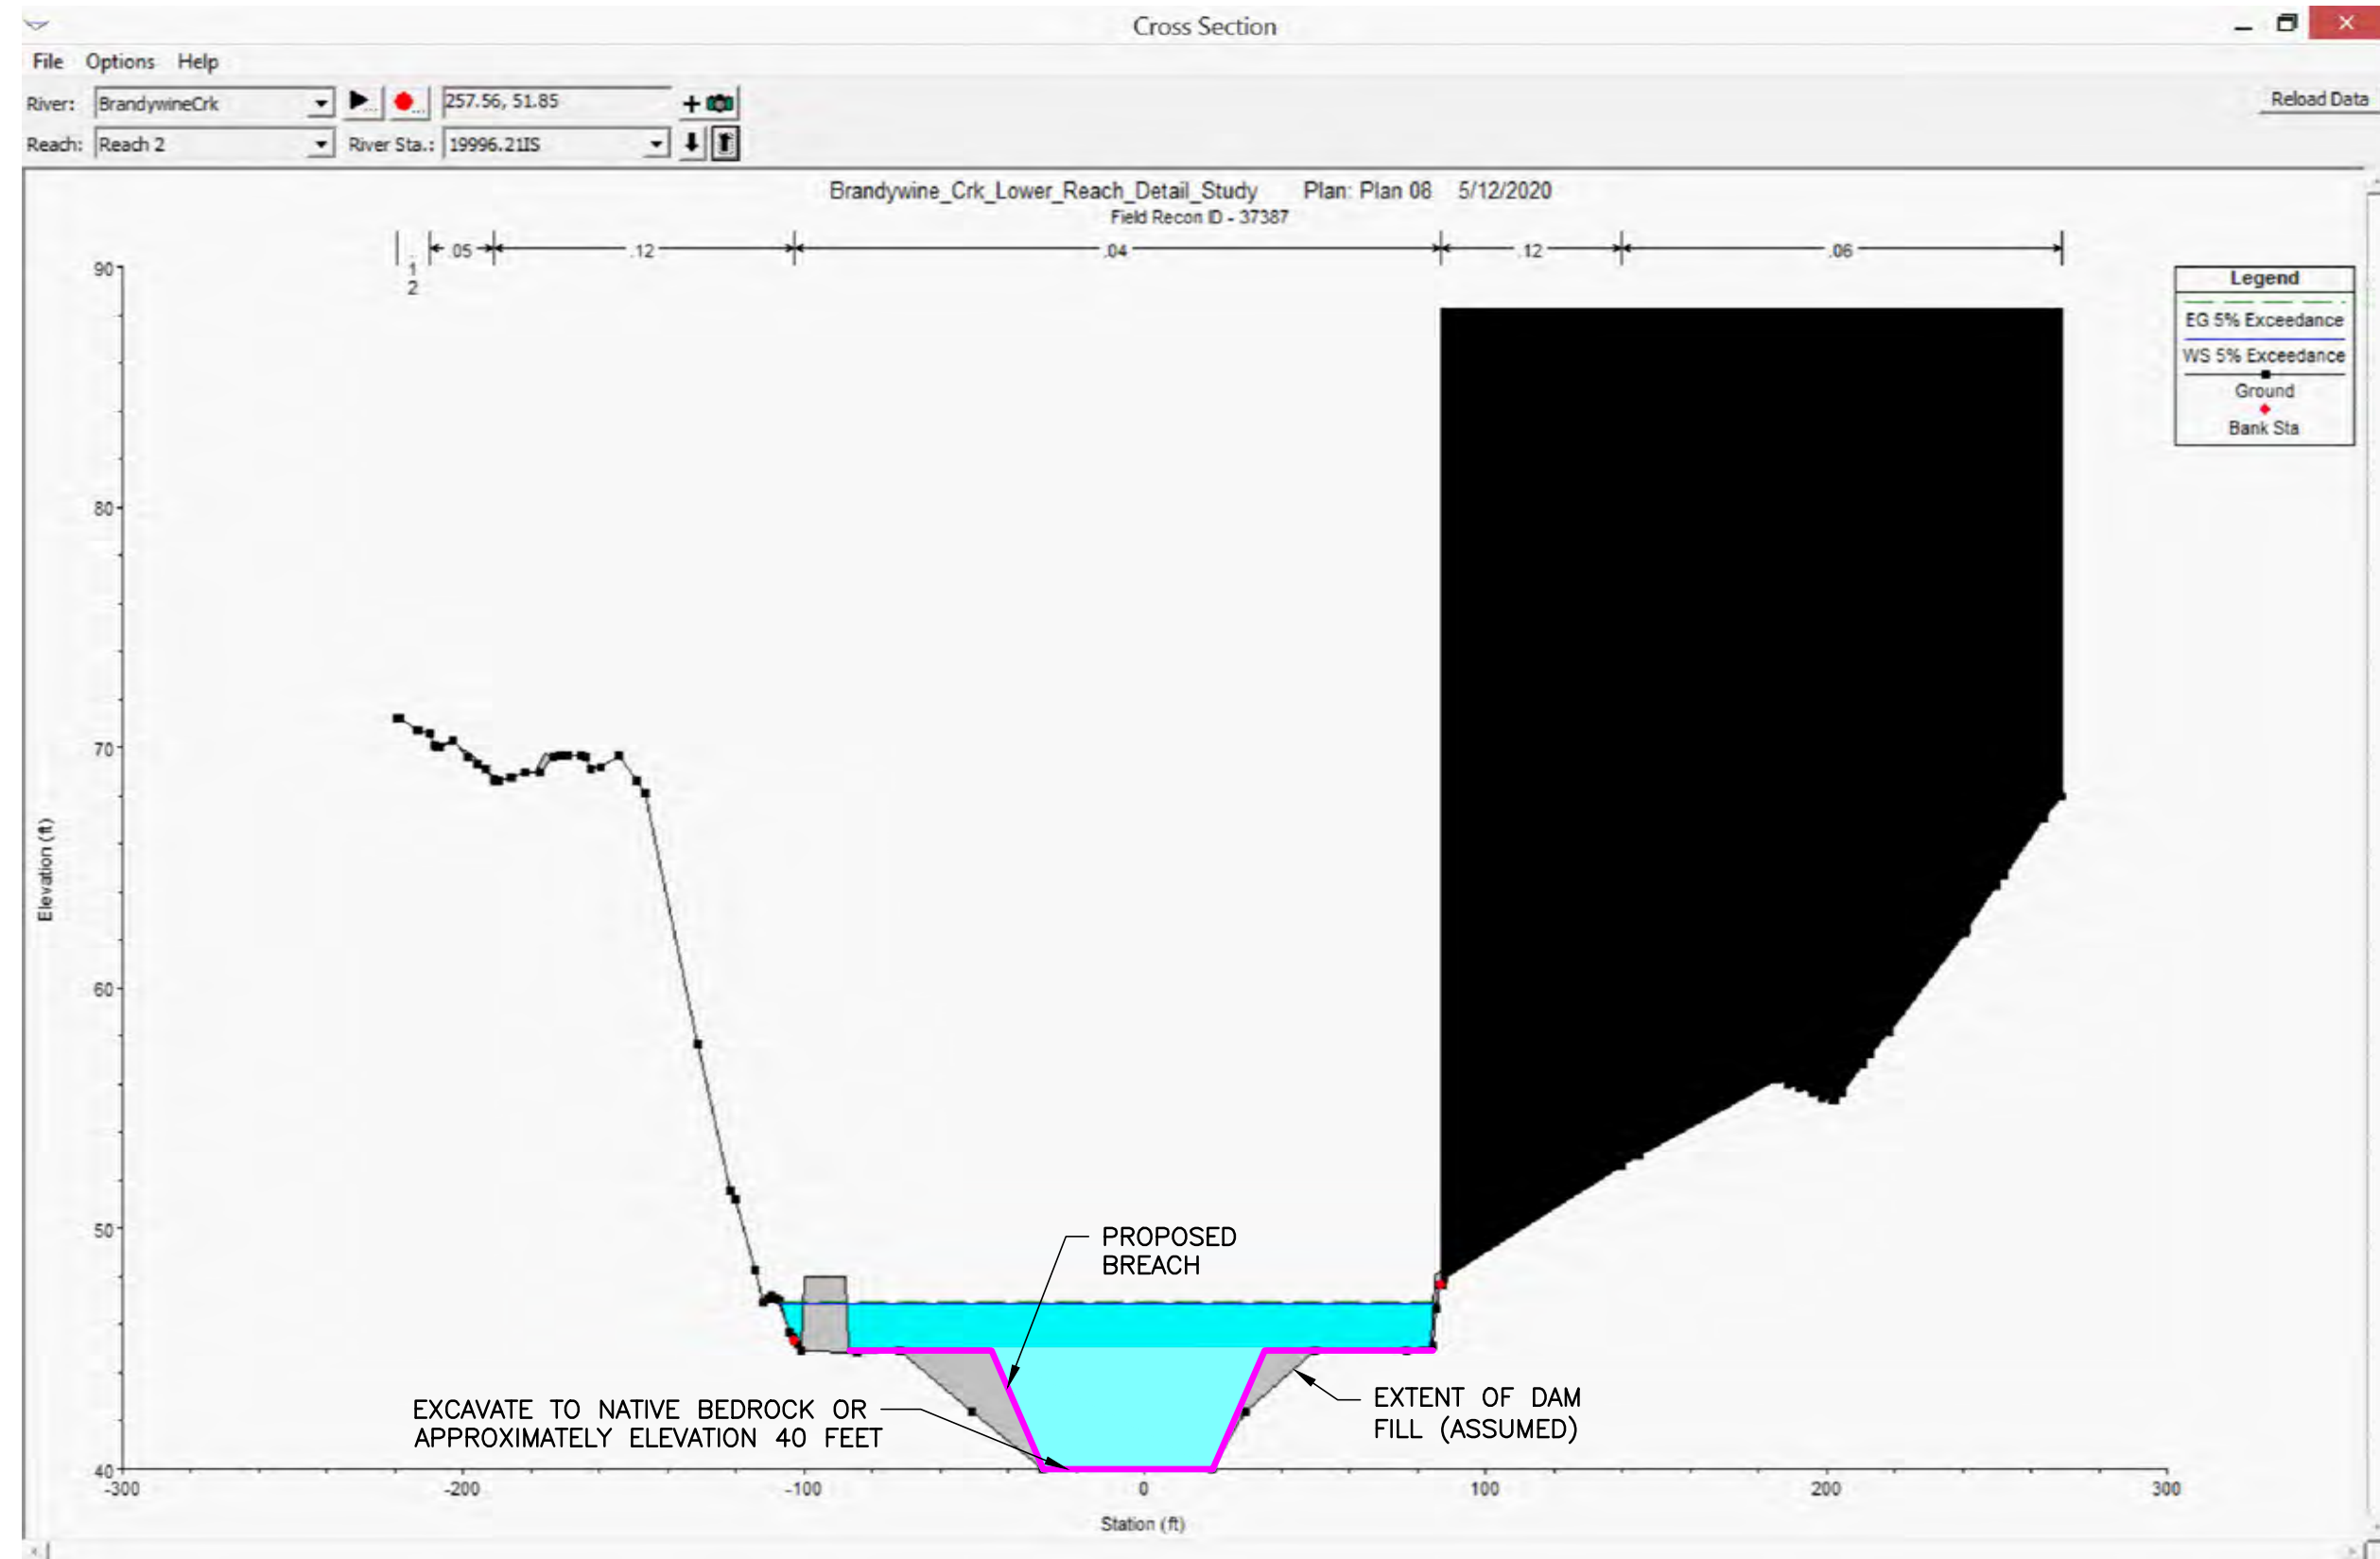 Cross Section
File Options Help
River: BrandywineCrk 257.56, 51.85 Reload Data
Reach: Reach 2 River Sta.: 19996.21IS
Brandywine_Crk_Lower_Reach_Detail_Study Plan: Plan 08 5/12/2020
Field Recon ID - 37387
.05 .12 .04 .12 .06
.
1
2
Legend
EG 5% Exceedance
WS 5% Exceedance
Ground
Bank Sta
90
80
70
60
50
40
Elevation (ft)
PROPOSED
BREACH
EXCAVATE TO NATIVE BEDROCK OR
APPROXIMATELY ELEVATION 40 FEET
EXTENT OF DAM
FILL (ASSUMED)
-300 -200 -100 0 100 200 300
Station (ft)